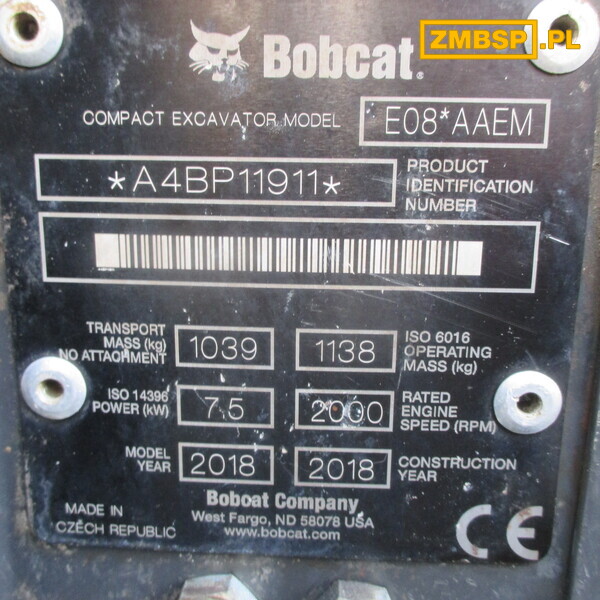 ZMBSP.PL
Bobcat®
COMPACT EXCAVATOR MODEL E08*AAEM
*A4BP11911*
PRODUCT
IDENTIFICATION
NUMBER
TRANSPORT
MASS (kg)
NO ATTACHMENT
1039
1138
ISO 6016
OPERATING
MASS (kg)
ISO 14396
POWER (kW)
7.5
2000
RATED
ENGINE
SPEED (RPM)
MODEL
YEAR
2018
2018
CONSTRUCTION
YEAR
MADE IN
CZECH REPUBLIC
Bobcat Company
West Fargo, ND 58078 USA
www.bobcat.com
CE